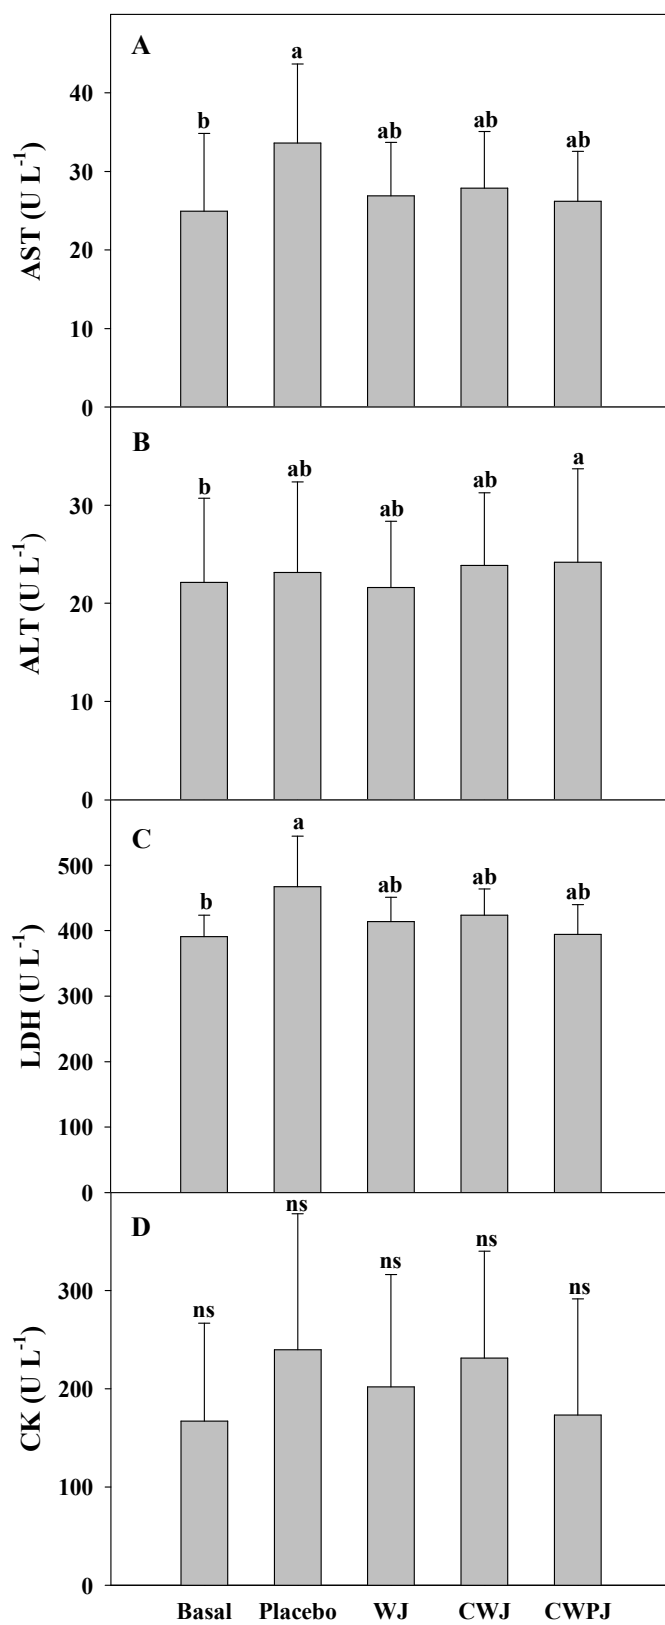 A
AST (U L⁻¹)
40
30
20
10
0
b
a
ab
ab
ab
B
ALT (U L⁻¹)
30
20
10
0
b
ab
ab
ab
a
C
LDH (U L⁻¹)
500
400
300
200
100
0
b
a
ab
ab
ab
D
CK (U L⁻¹)
300
200
100
0
ns
ns
ns
ns
ns
Basal Placebo WJ CWJ CWPJ